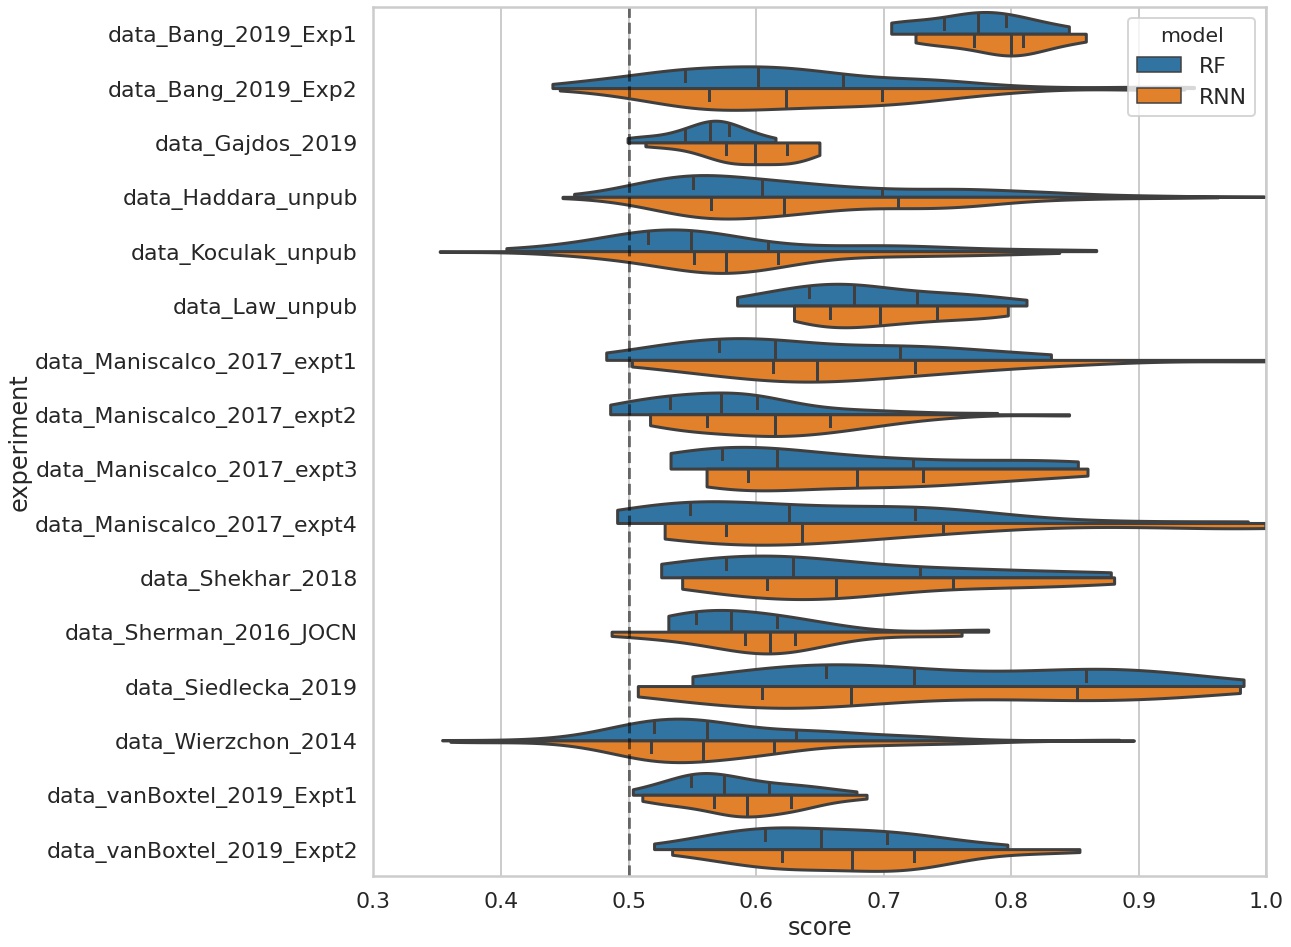 data_Bang_2019_Exp1
data_Bang_2019_Exp2
data_Gajdos_2019
data_Haddara_unpub
data_Koculak_unpub
data_Law_unpub
data_Maniscalco_2017_expt1
data_Maniscalco_2017_expt2
data_Maniscalco_2017_expt3
data_Maniscalco_2017_expt4
data_Shekhar_2018
data_Sherman_2016_JOCN
data_Siedlecka_2019
data_Wierzchon_2014
data_vanBoxtel_2019_Expt1
data_vanBoxtel_2019_Expt2
experiment
model
RF
RNN
0.3 0.4 0.5 0.6 0.7 0.8 0.9 1.0
score